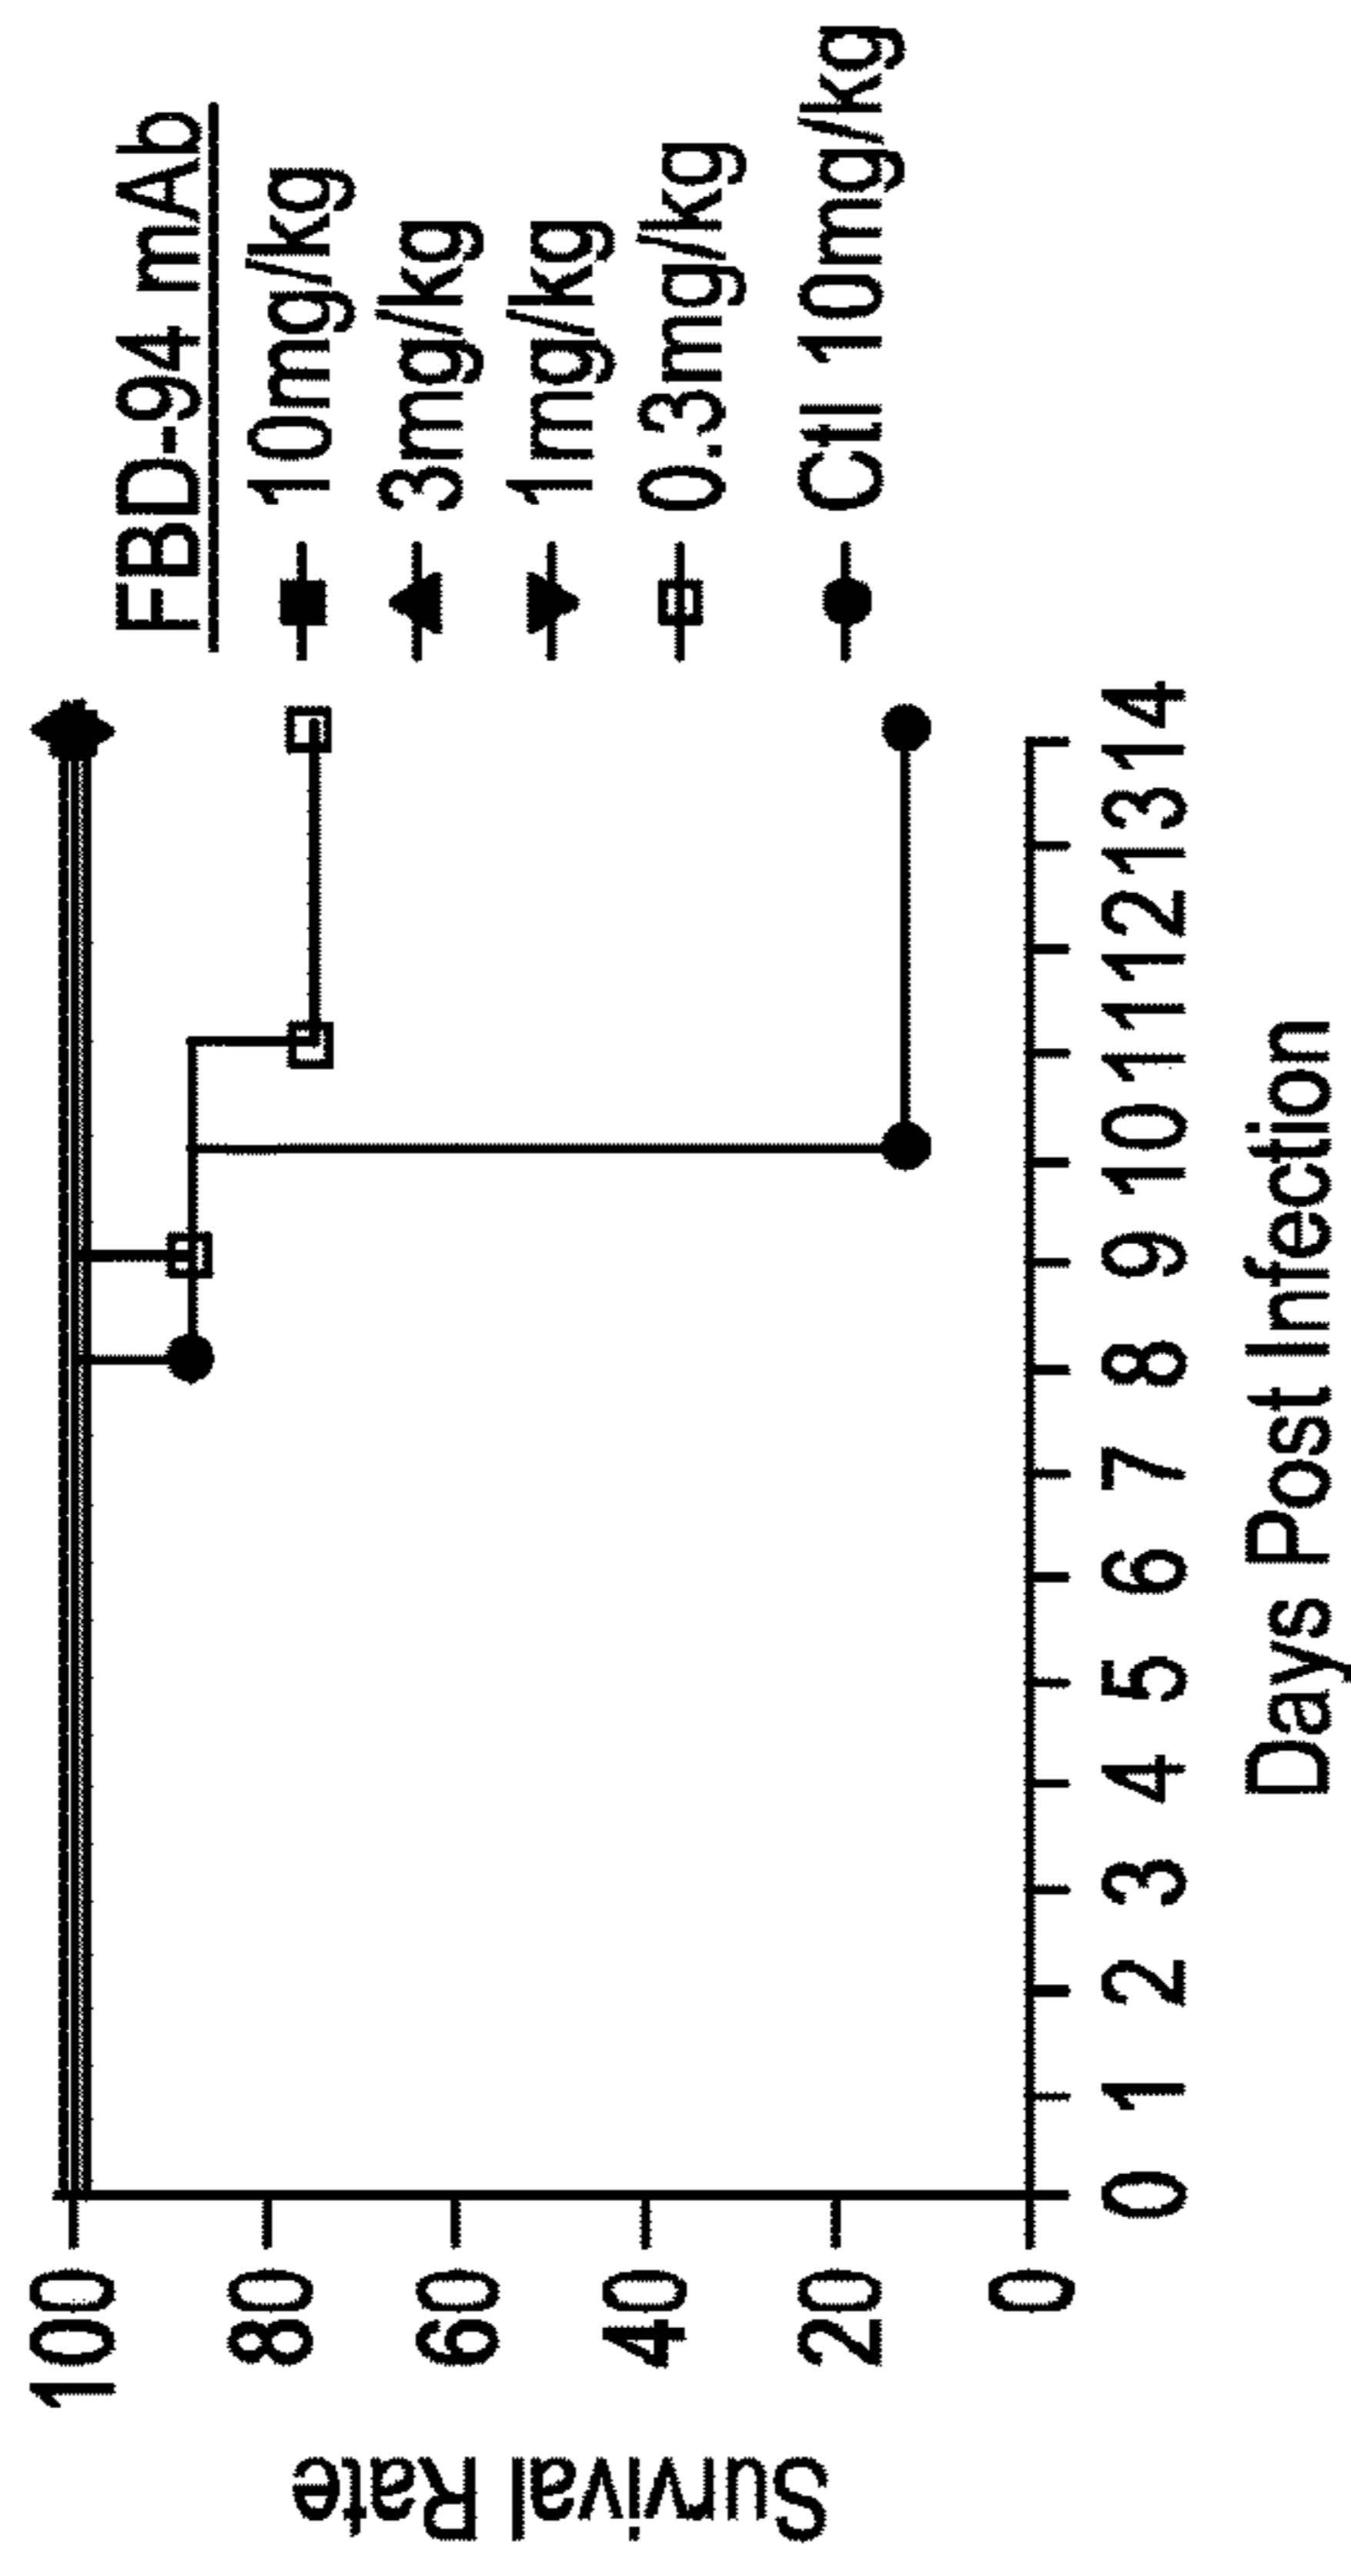 Survival Rate
100
80
60
40
20
0
0 1 2 3 4 5 6 7 8 9 10 11 12 13 14
Days Post Infection
FBD-94 mAb
10mg/kg
3mg/kg
1mg/kg
0.3mg/kg
Ctl 10mg/kg